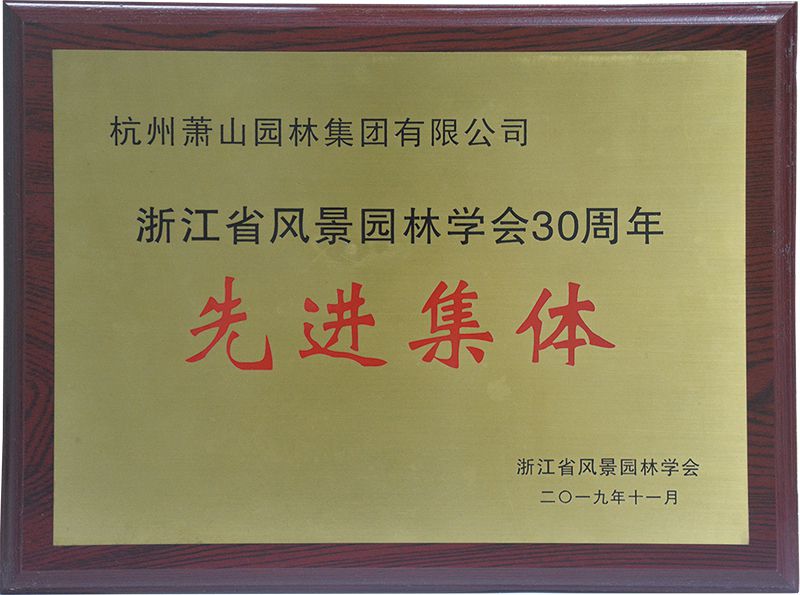 杭州萧山园林集团有限公司
浙江省风景园林学会30周年
先进集体
浙江省风景园林学会
二〇一九年十一月